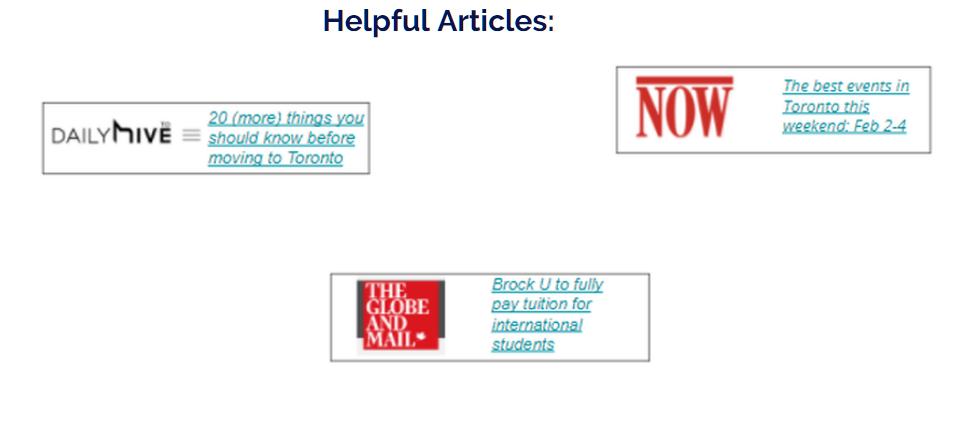 Helpful Articles:
DAILY HIVE TO
20 (more) things you
should know before
moving to Toronto
NOW
The best events in
Toronto this
weekend: Feb 2-4
THE
GLOBE
AND
MAIL
Brock U to fully
pay tuition for
international
students